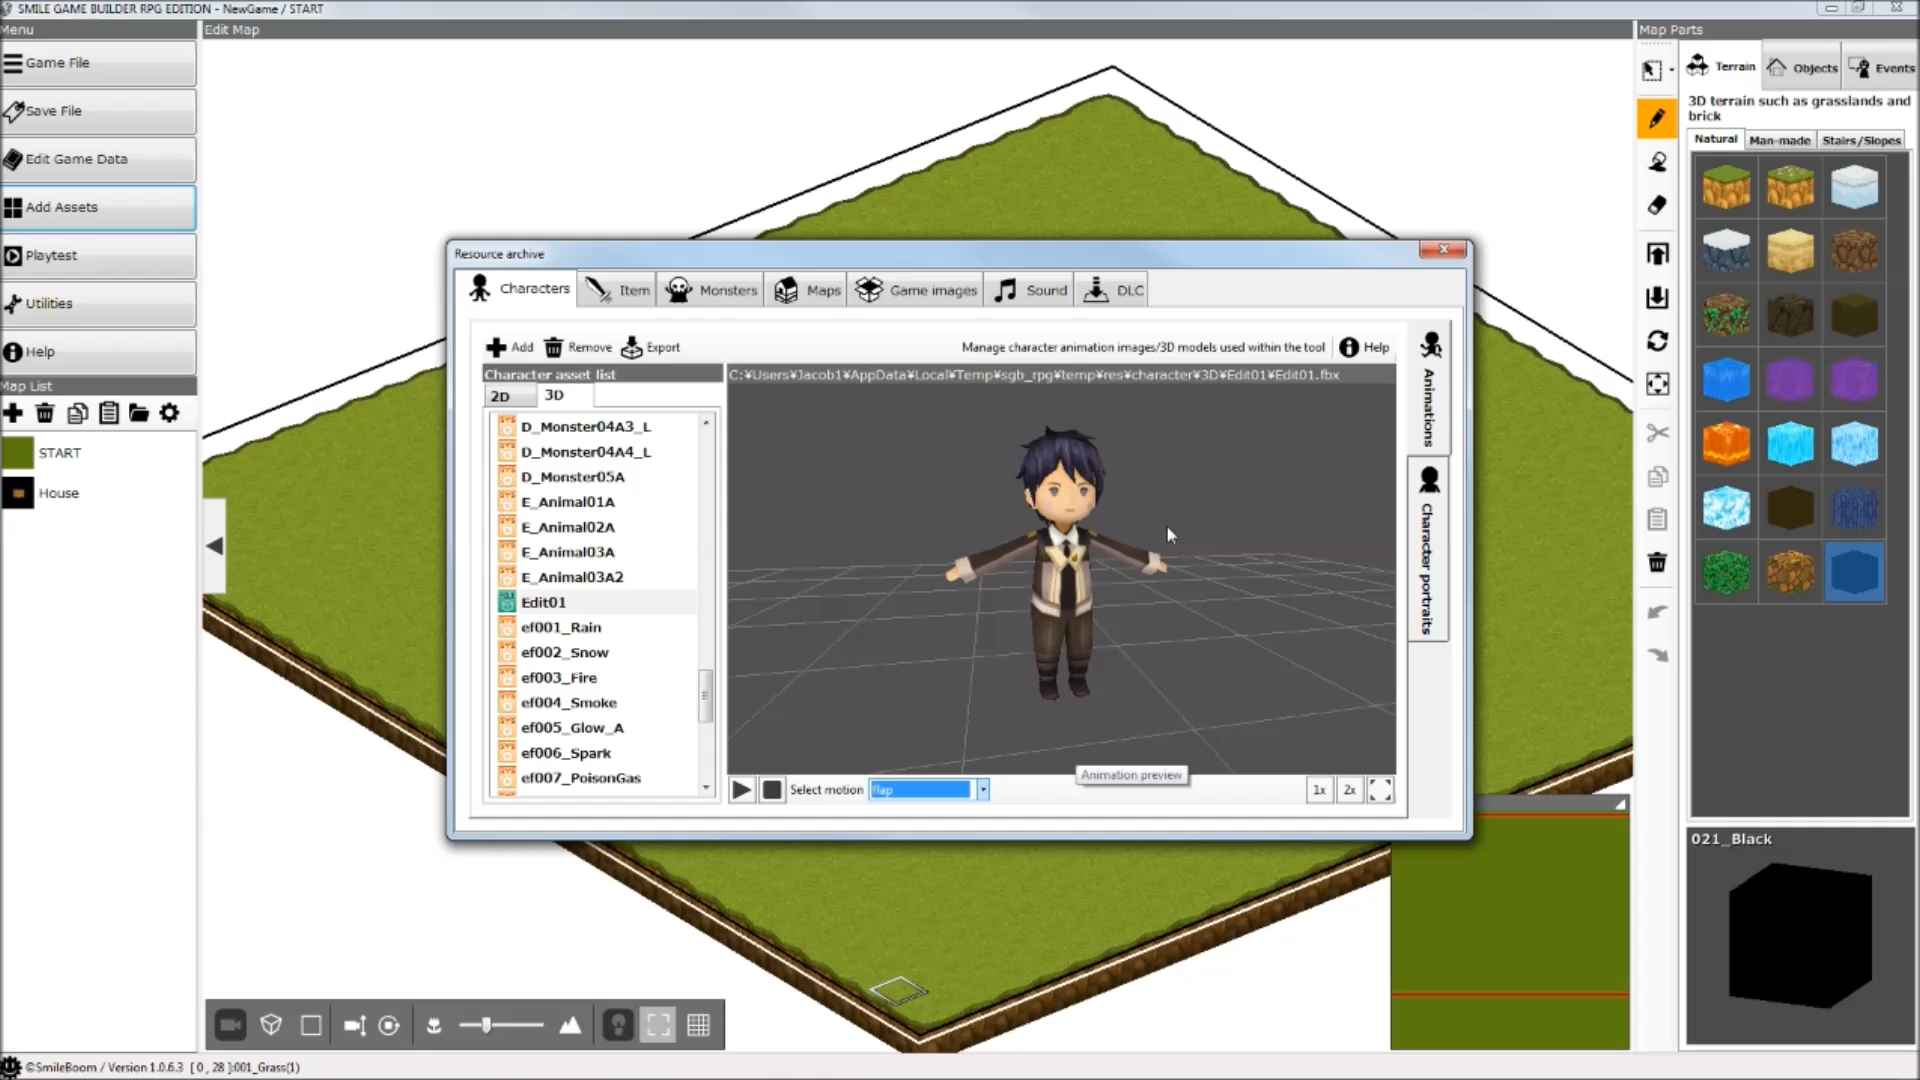 SMILE GAME BUILDER RPG EDITION - NewGame / START
Menu
Game File
Save File
Edit Game Data
Add Assets
Playtest
Utilities
Help
Map List
START
House
Edit Map
Resource archive
Characters
Item
Monsters
Maps
Game images
Sound
DLC
Add
Remove
Export
Manage character animation images/3D models used within the tool
Help
Character asset list
C:¥Users¥Jacob1¥AppData¥Local¥Temp¥sgb_rpg¥temp¥res¥character¥3D¥Edit01¥Edit01.fbx
2D
3D
D_Monster04A3_L
D_Monster04A4_L
D_Monster05A
E_Animal01A
E_Animal02A
E_Animal03A
E_Animal03A2
Edit01
ef001_Rain
ef002_Snow
ef003_Fire
ef004_Smoke
ef005_Glow_A
ef006_Spark
ef007_PoisonGas
Animations
Character portraits
Animation preview
Select motion
flap
1x
2x
Map Parts
Terrain
Objects
Events
3D terrain such as grasslands and
brick
Natural
Man-made
Stairs/Slopes
021_Black
©SmileBoom / Version 1.0.6.3 [ 0 , 28 ]:001_Grass(1)